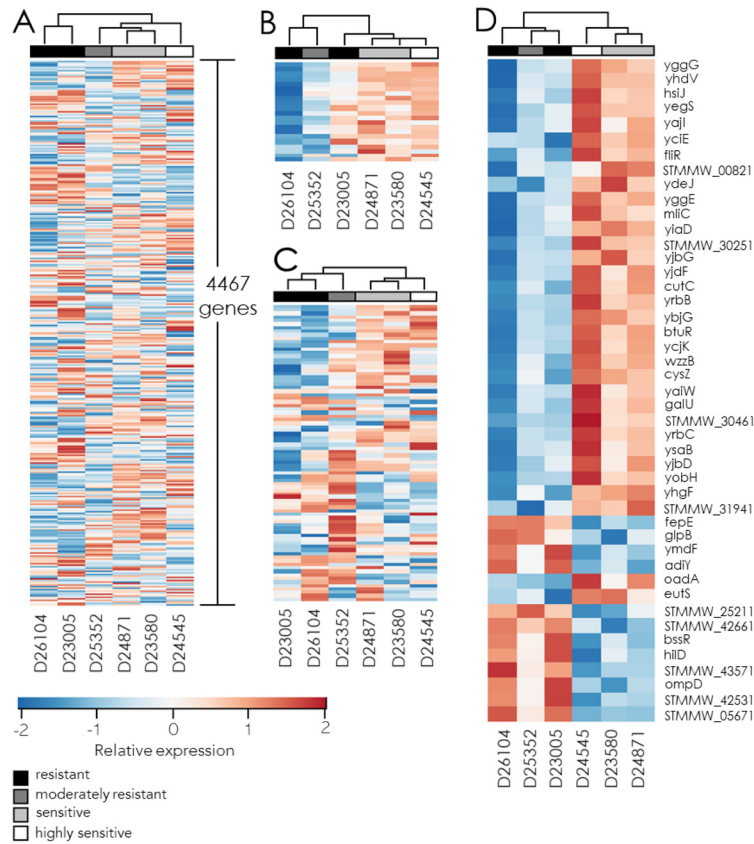 A
B
D
4467
genes
D26104
D23005
D25352
D24871
D23580
D24545
D26104
D25352
D23005
D24871
D23580
D24545
C
D23005
D26104
D25352
D24871
D23580
D24545
yggG
yhdV
hsiJ
yegS
yajI
yciE
fliR
STMMW_00821
ydeJ
yggE
mliC
yiaD
STMMW_30251
yjbG
yjdF
cutC
yrbB
ybjG
btuR
ycjK
wzzB
cysZ
yaiW
galU
STMMW_30461
yrbC
ysaB
yjbD
yobH
yhgF
STMMW_31941
fepE
glpB
ymdF
adiY
oadA
eutS
STMMW_25211
STMMW_42661
bssR
hilD
STMMW_43571
ompD
STMMW_42531
STMMW_05671
D26104
D25352
D23005
D24545
D23580
D24871
-2 -1 0 1 2
Relative expression
resistant
moderately resistant
sensitive
highly sensitive